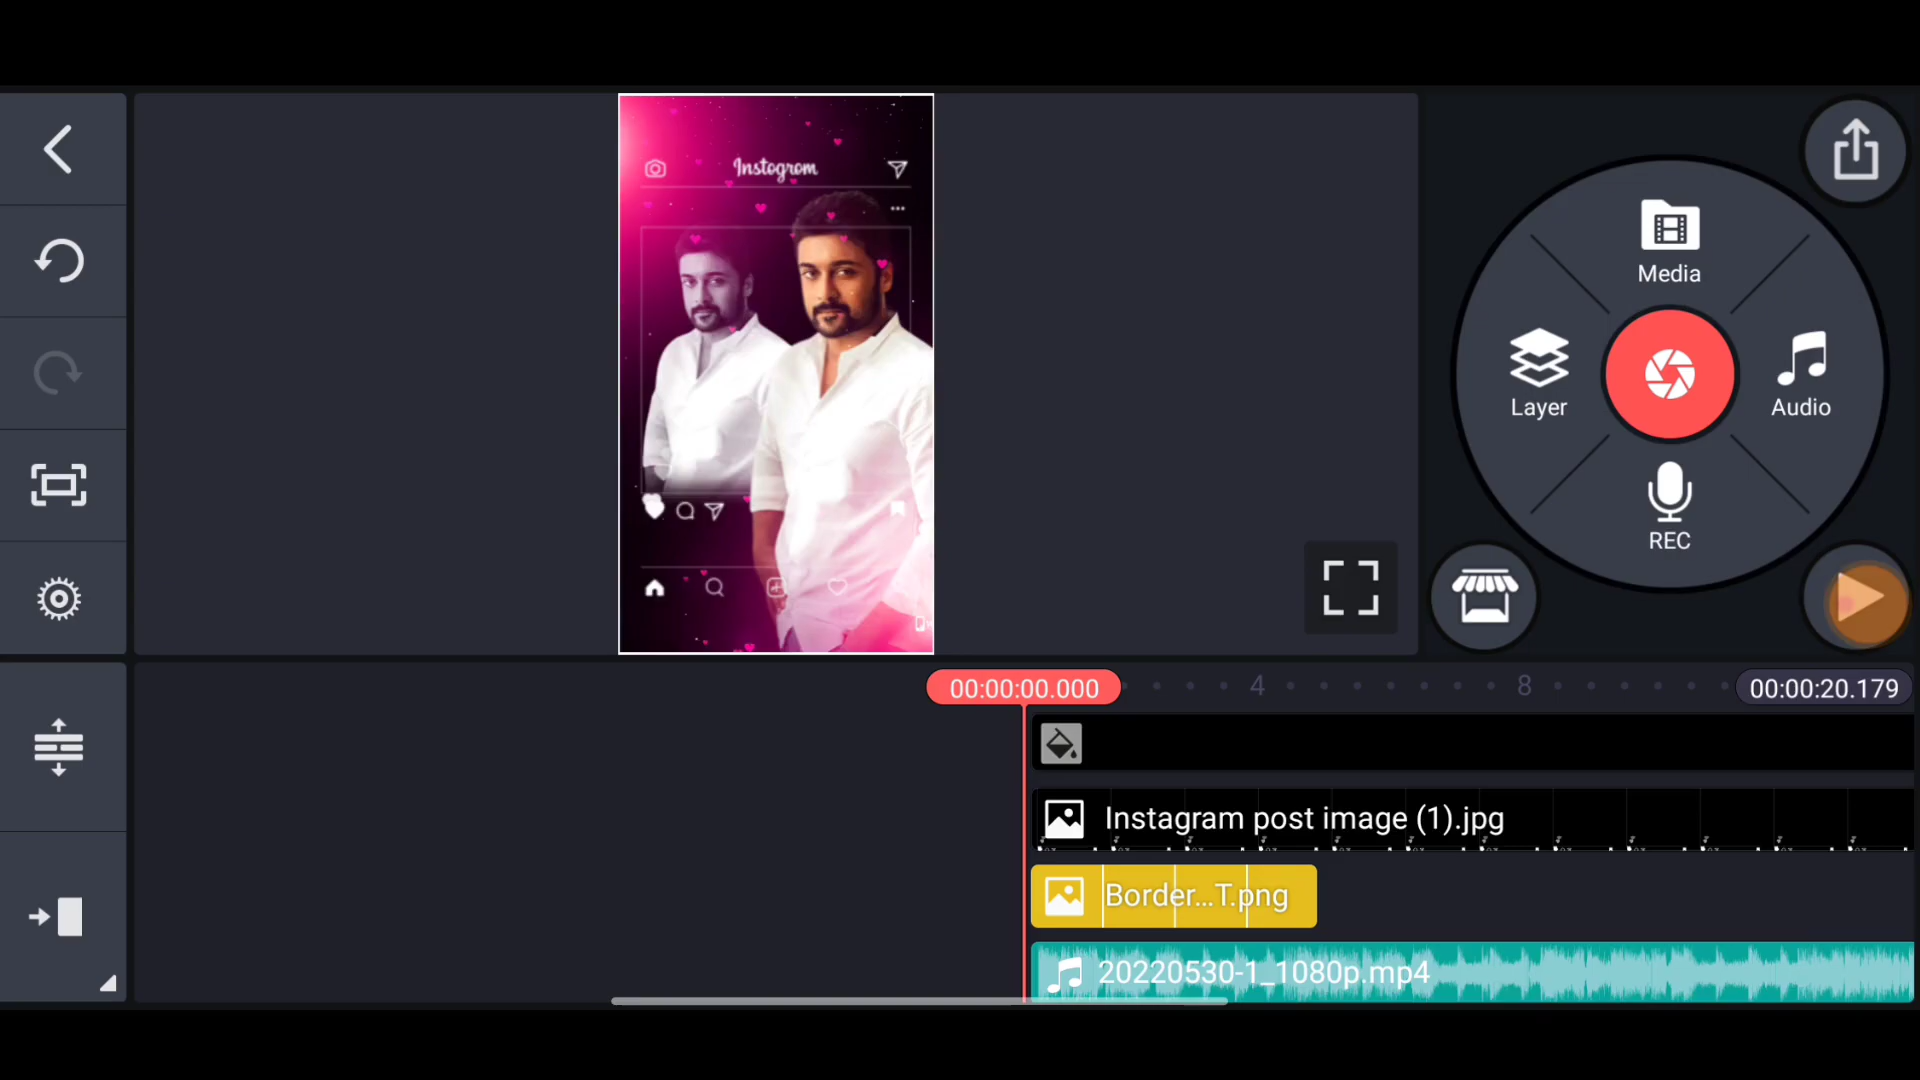 Instogrom
Media
Layer
Audio
REC
00:00:00.000
4
8
00:00:20.179
Instagram post image (1).jpg
Border...T.png
20220530-1_1080p.mp4